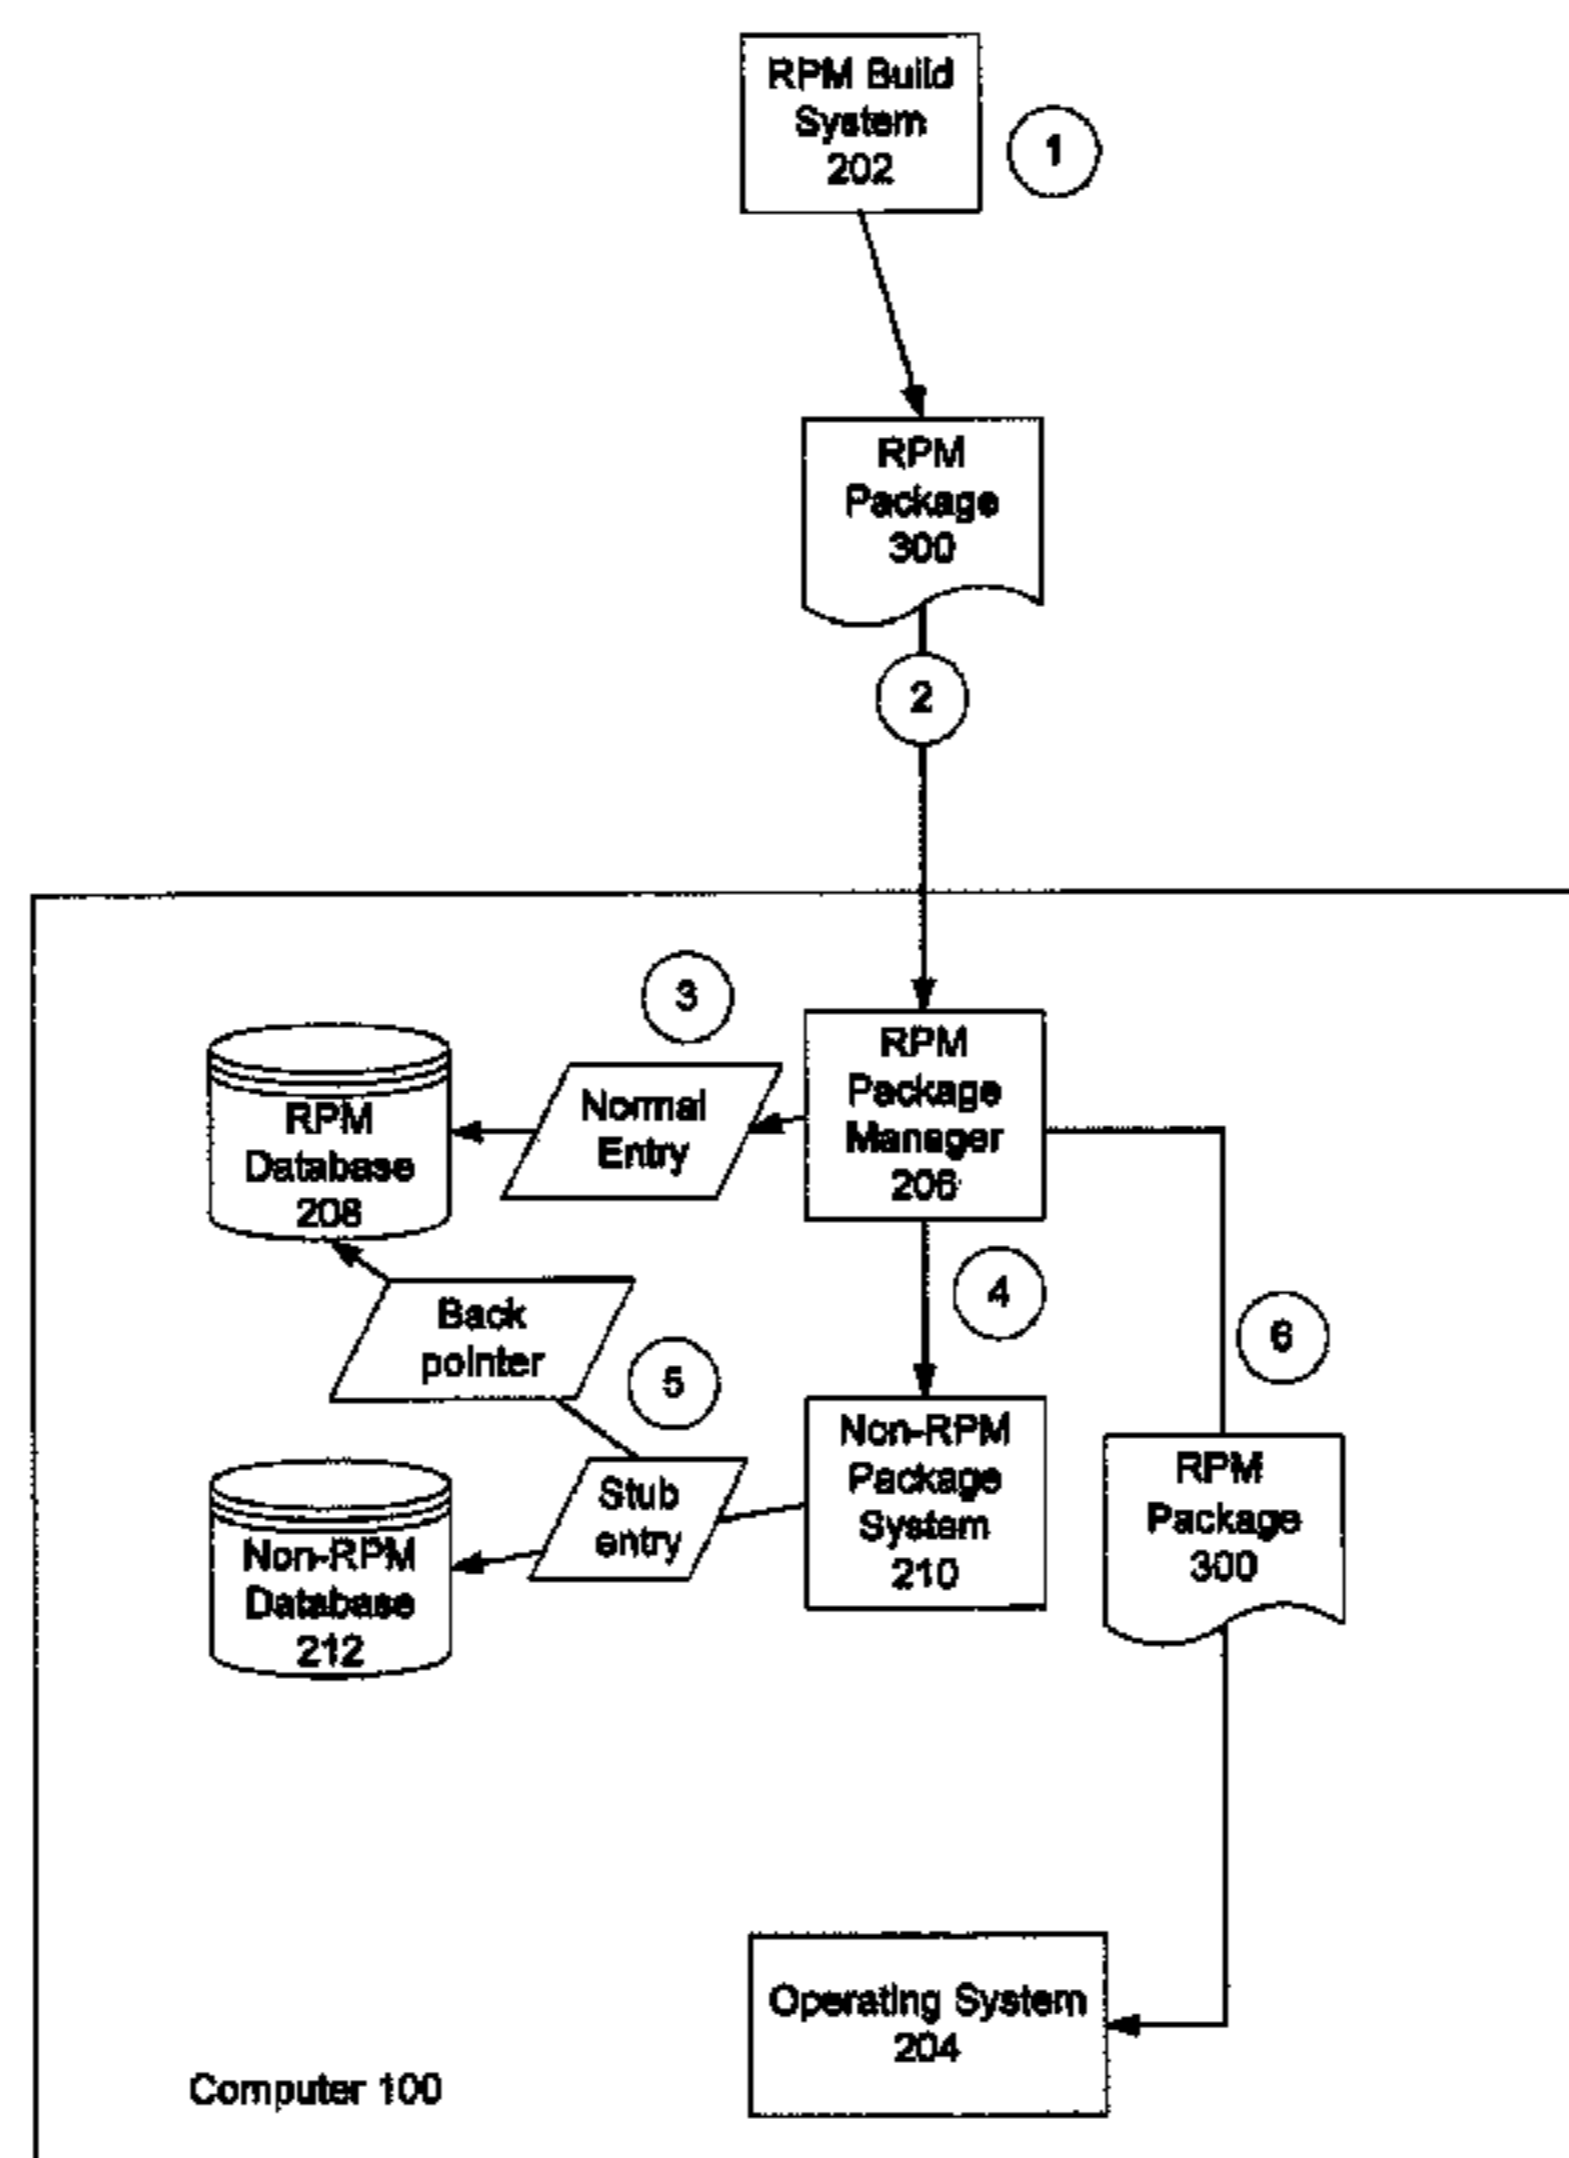 RPM Build
System
202
1
RPM
Package
300
2
3
RPM
Database
208
Normal
Entry
RPM
Package
Manager
206
4
Back
pointer
5
6
Non-RPM
Database
212
Stub
entry
Non-RPM
Package
System
210
RPM
Package
300
Operating System
204
Computer 100